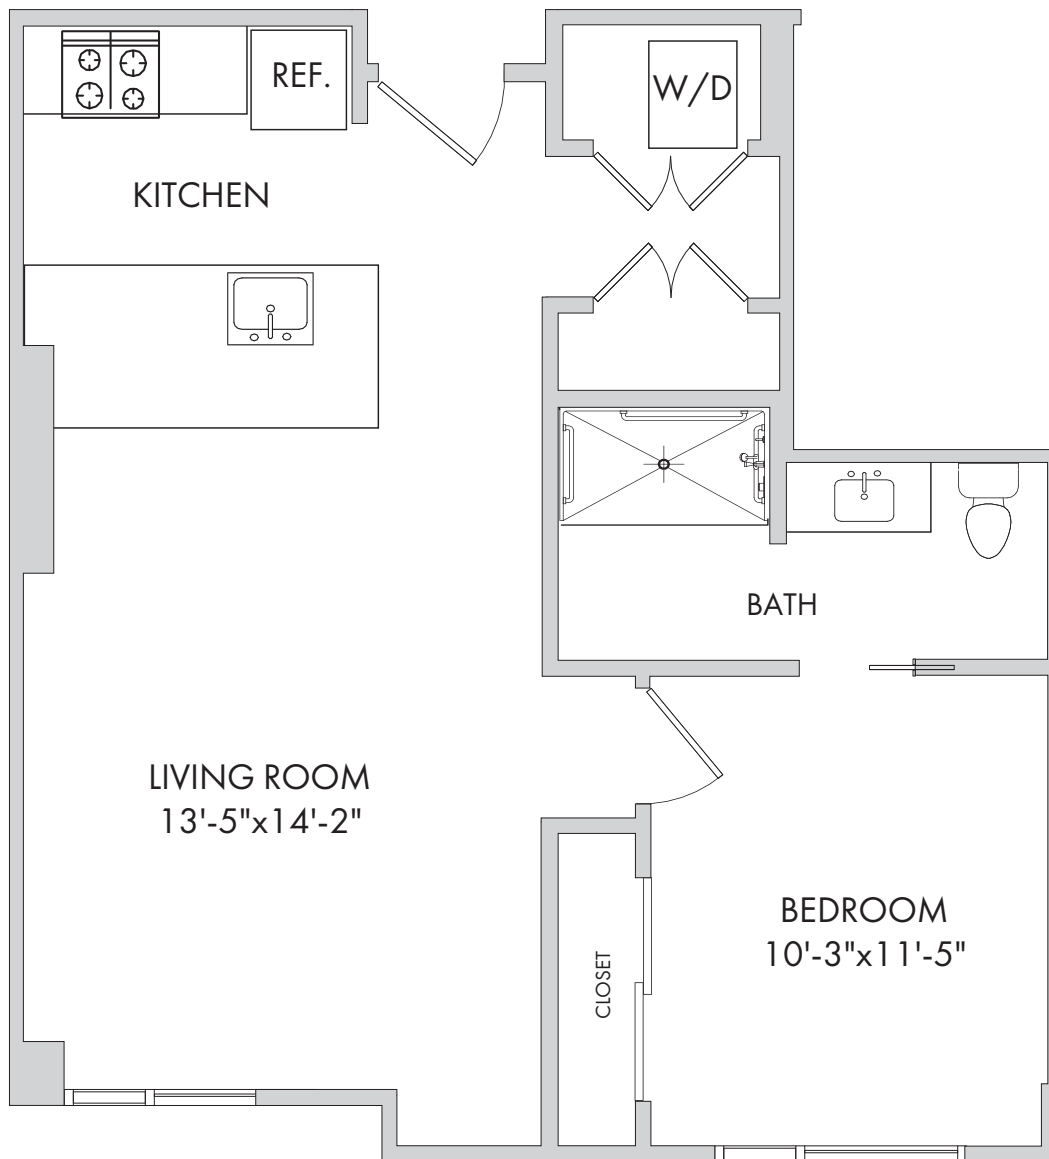 REF.
W/D
KITCHEN
BATH
LIVING ROOM
13'-5"x14'-2"
BEDROOM
10'-3"x11'-5"
CLOSET